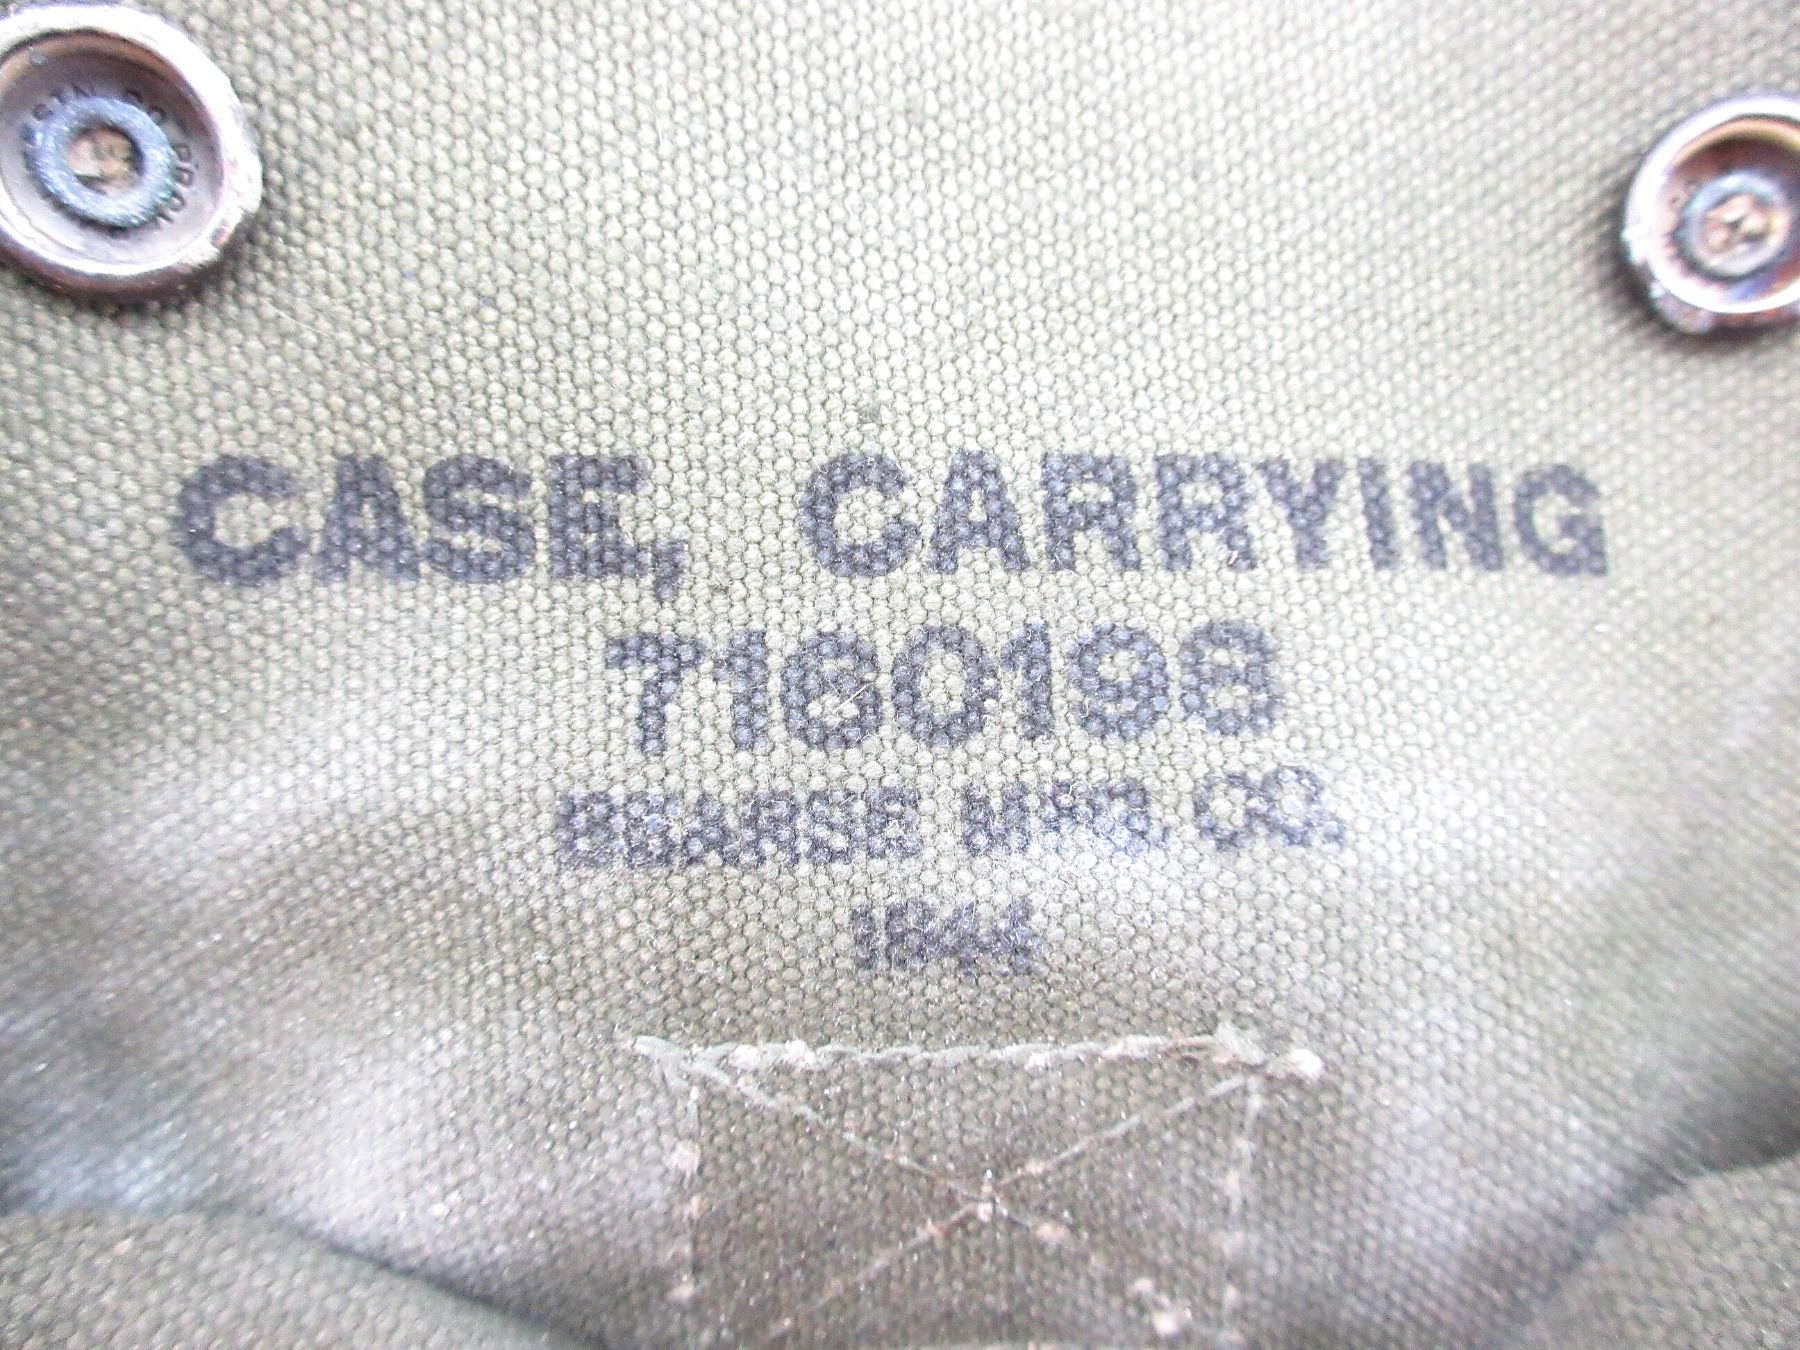 CASE, CARRYING
7160198
BEARSE MFG. CO.
1944